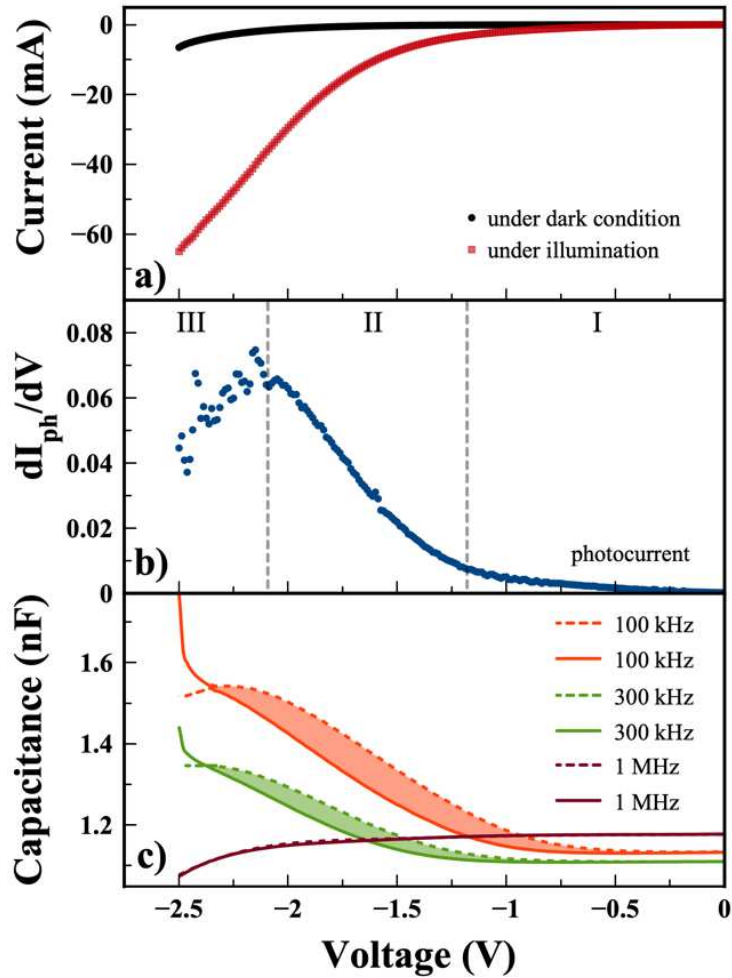 Current (mA)
0
−20
−40
−60
under dark condition
under illumination
a)
dI_ph/dV
0.08
0.06
0.04
0.02
0
III
II
I
photocurrent
b)
Capacitance (nF)
1.6
1.4
1.2
100 kHz
100 kHz
300 kHz
300 kHz
1 MHz
1 MHz
c)
−2.5 −2 −1.5 −1 −0.5 0
Voltage (V)